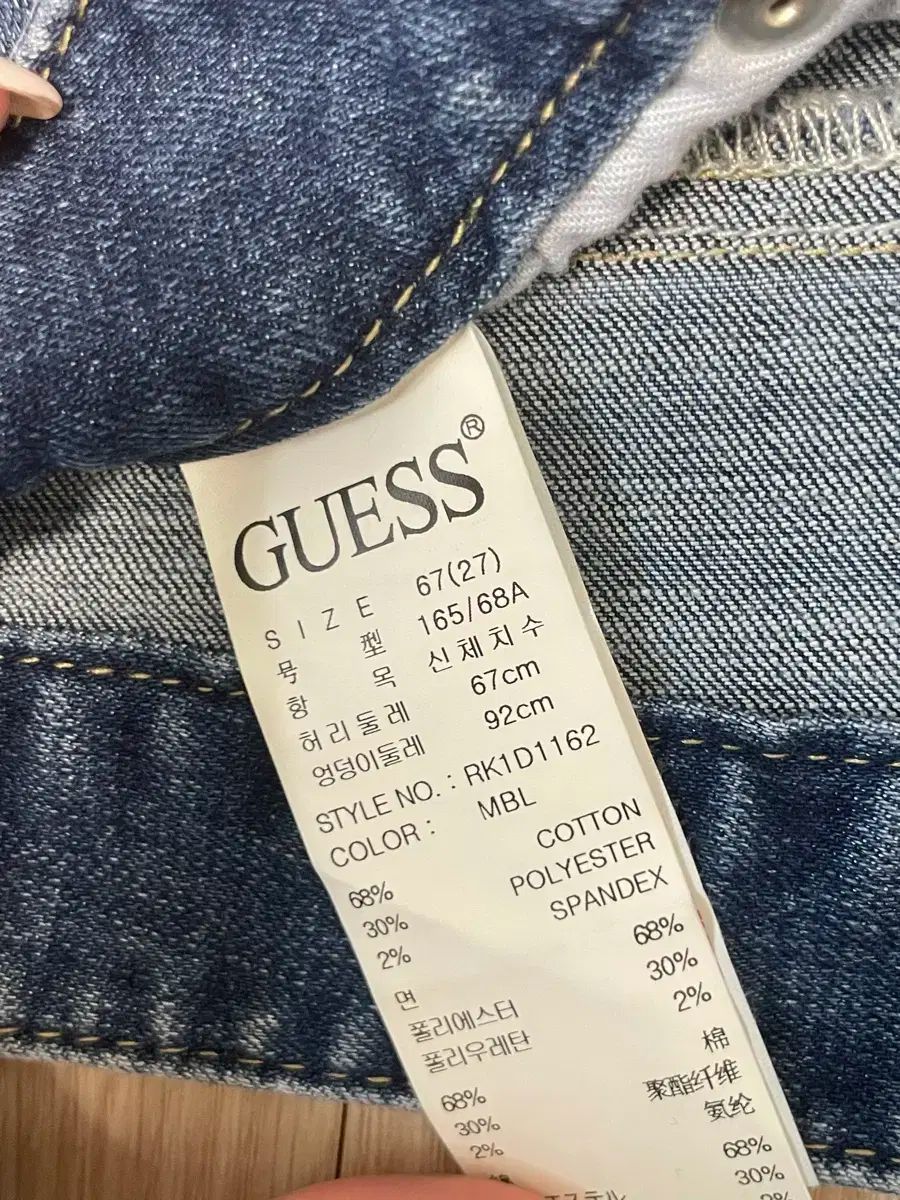 GUESS®
SIZE 67(27)
号 型 165/68A
항 목 신체치수
허리둘레 67cm
엉덩이둘레 92cm
STYLE NO. : RK1D1162
COLOR : MBL
68% COTTON
30% POLYESTER
2% SPANDEX
면 68%
폴리에스터 30%
폴리우레탄 2%
68% 棉
30% 聚酯纤维
2% 氨纶
68%
30%